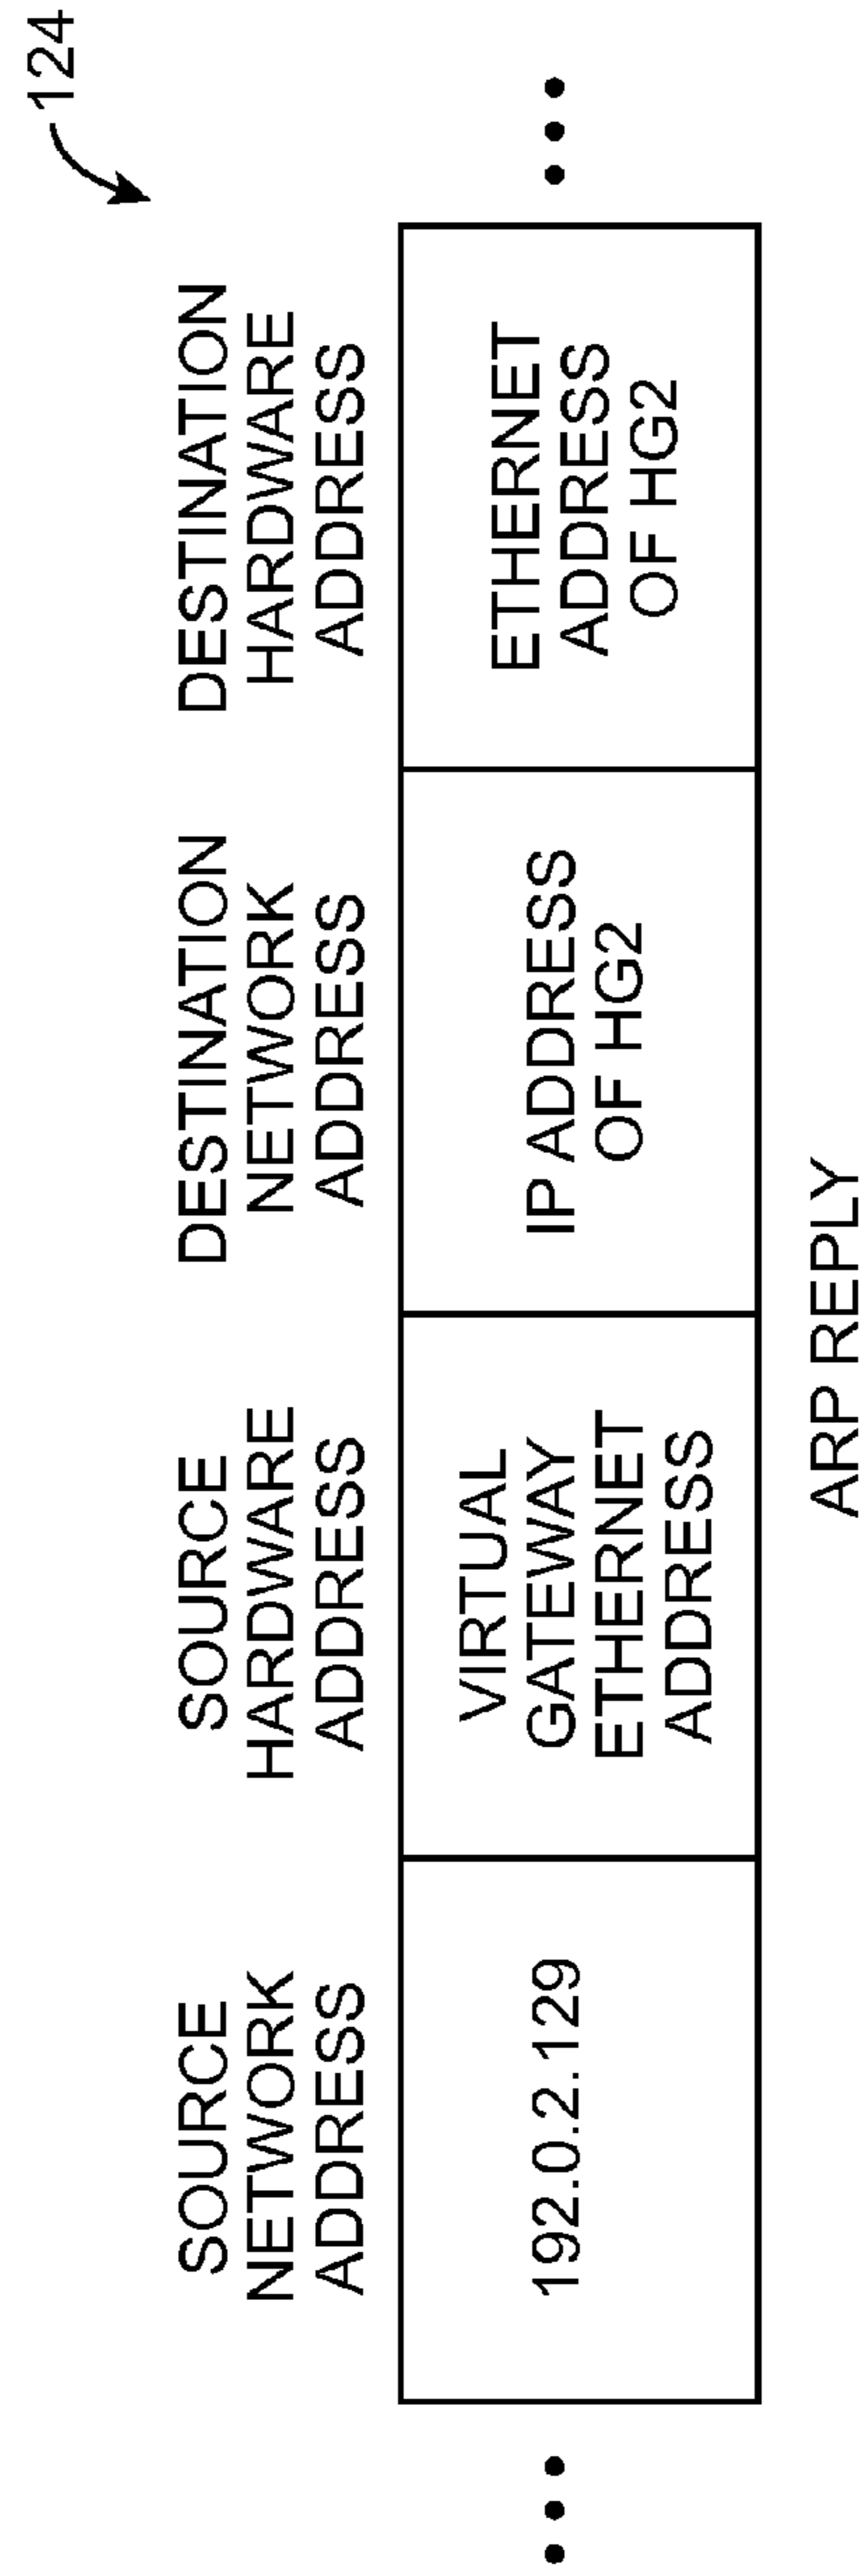 124
SOURCE
NETWORK
ADDRESS
SOURCE
HARDWARE
ADDRESS
DESTINATION
NETWORK
ADDRESS
DESTINATION
HARDWARE
ADDRESS
192.0.2.129
VIRTUAL
GATEWAY
ETHERNET
ADDRESS
IP ADDRESS
OF HG2
ETHERNET
ADDRESS
OF HG2
ARP REPLY